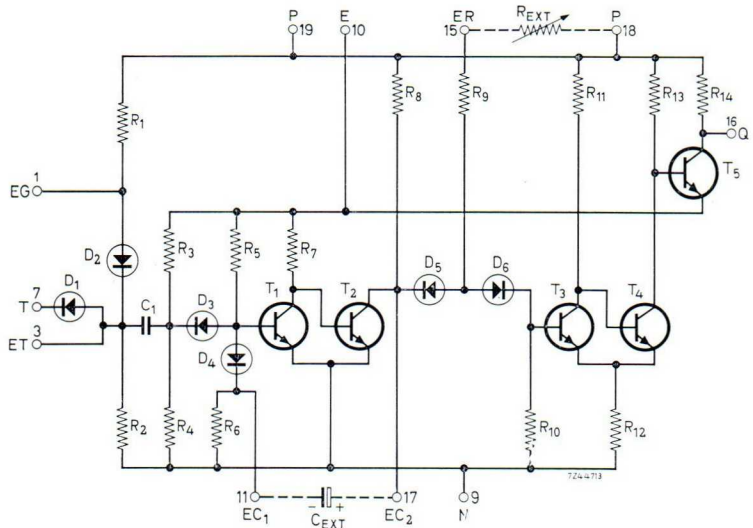 P 19
E 10
ER 15
R EXT
P 18
R1
R8
R9
R11
R13
R14
16 Q
T5
EG 1
D2
R3
R5
R7
D5
D6
T 7
D1
C1
D3
T1
T2
T3
T4
ET 3
D4
R2
R4
R6
R10
R12
7Z44713
11 EC1
- +
C EXT
17 EC2
9 N